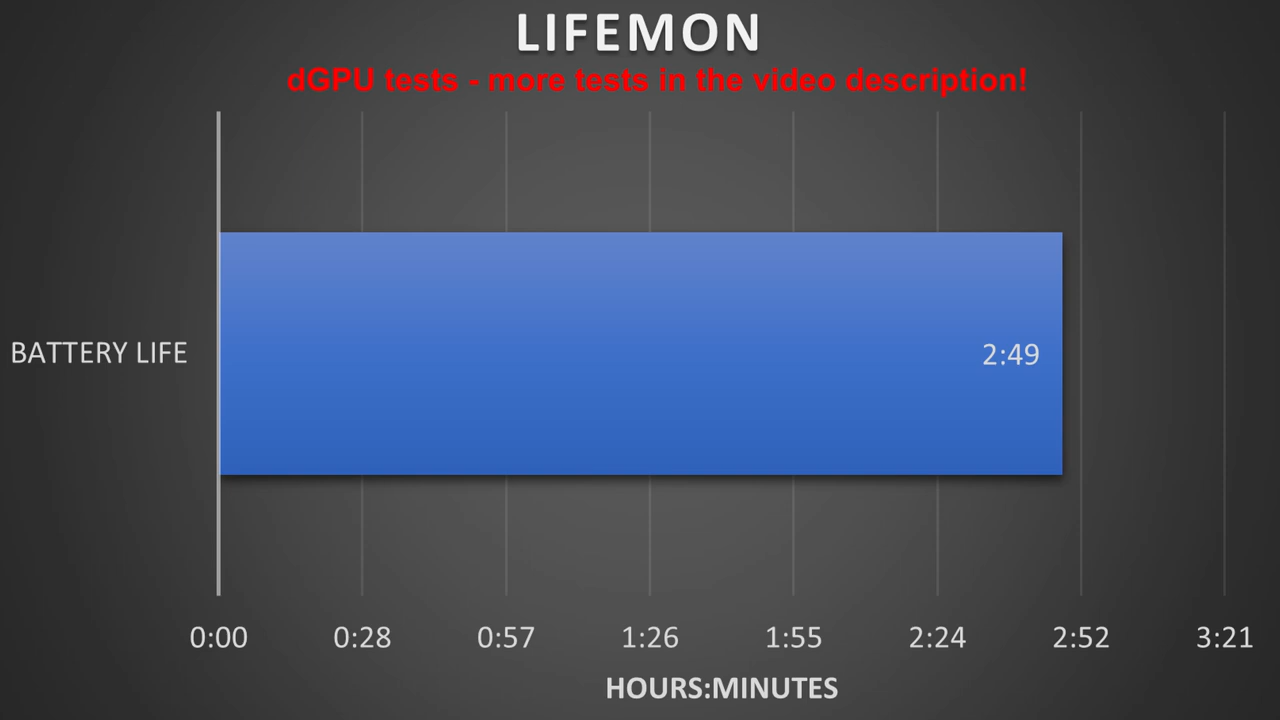 LIFEMON
dGPU tests - more tests in the video description!
BATTERY LIFE
2:49
0:00 0:28 0:57 1:26 1:55 2:24 2:52 3:21
HOURS:MINUTES